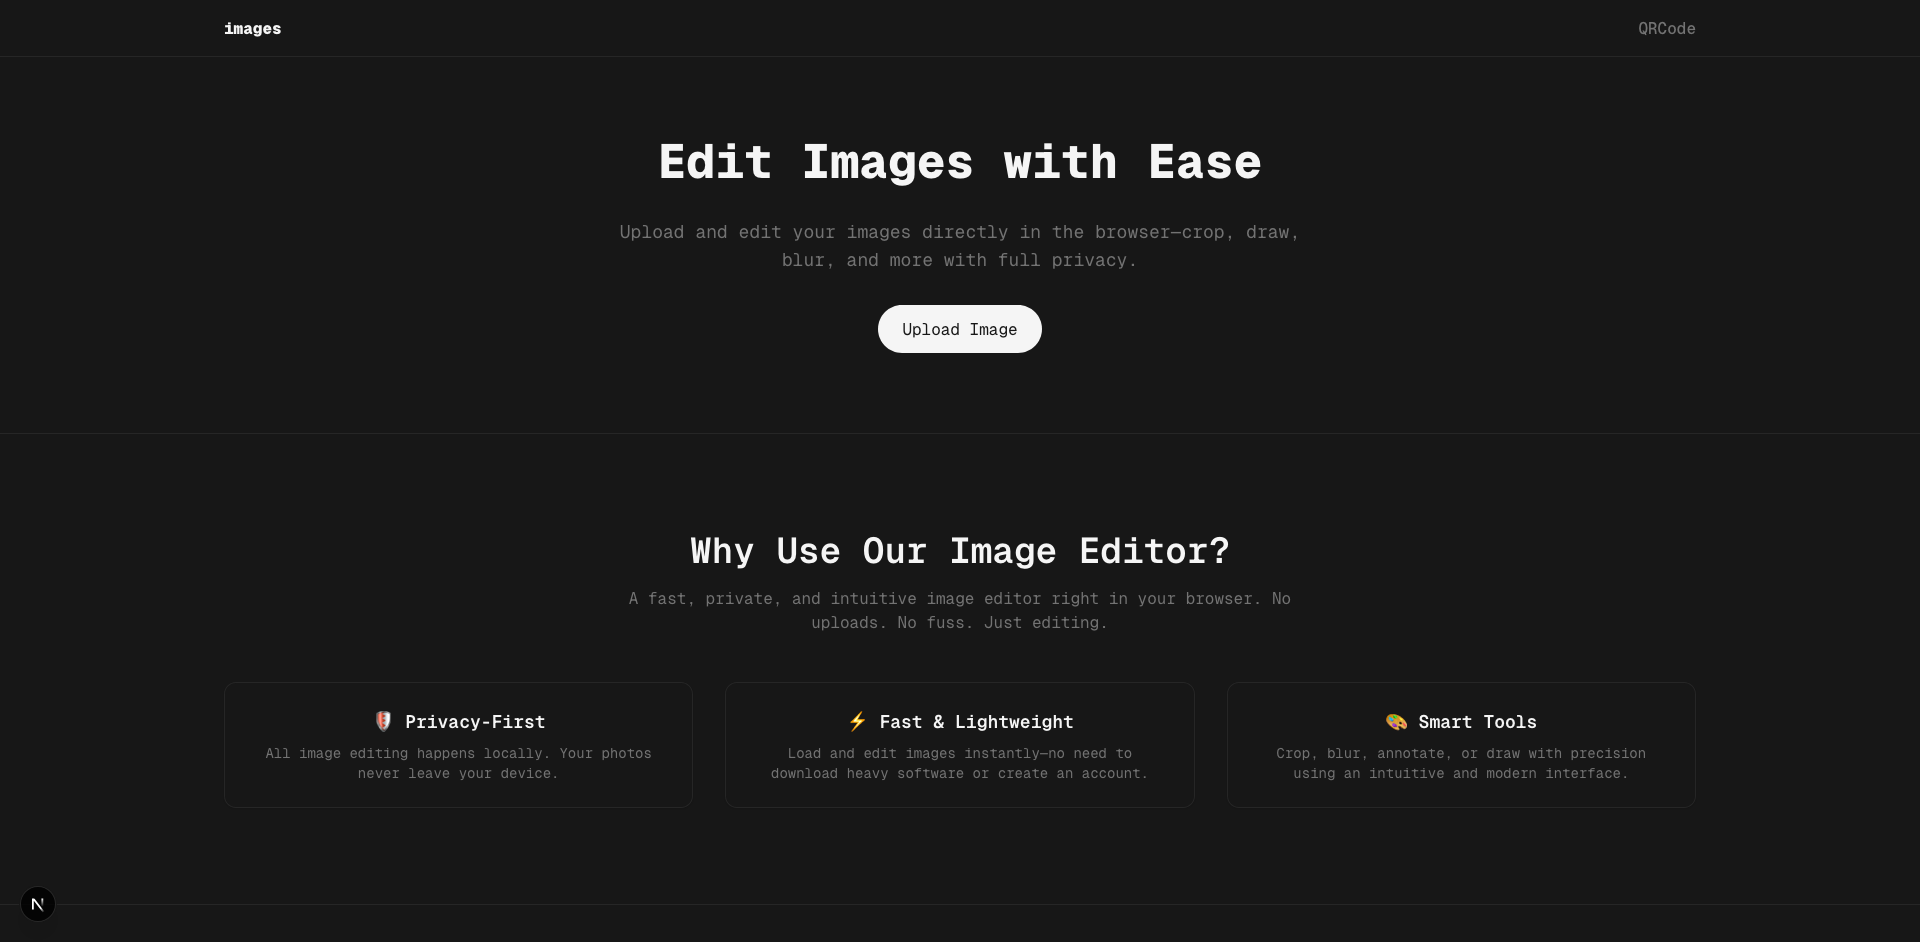 images
QRCode
Edit Images with Ease
Upload and edit your images directly in the browser—crop, draw,
blur, and more with full privacy.
Upload Image
Why Use Our Image Editor?
A fast, private, and intuitive image editor right in your browser. No
uploads. No fuss. Just editing.
🛡️ Privacy-First
All image editing happens locally. Your photos
never leave your device.
⚡ Fast & Lightweight
Load and edit images instantly—no need to
download heavy software or create an account.
🎨 Smart Tools
Crop, blur, annotate, or draw with precision
using an intuitive and modern interface.
N